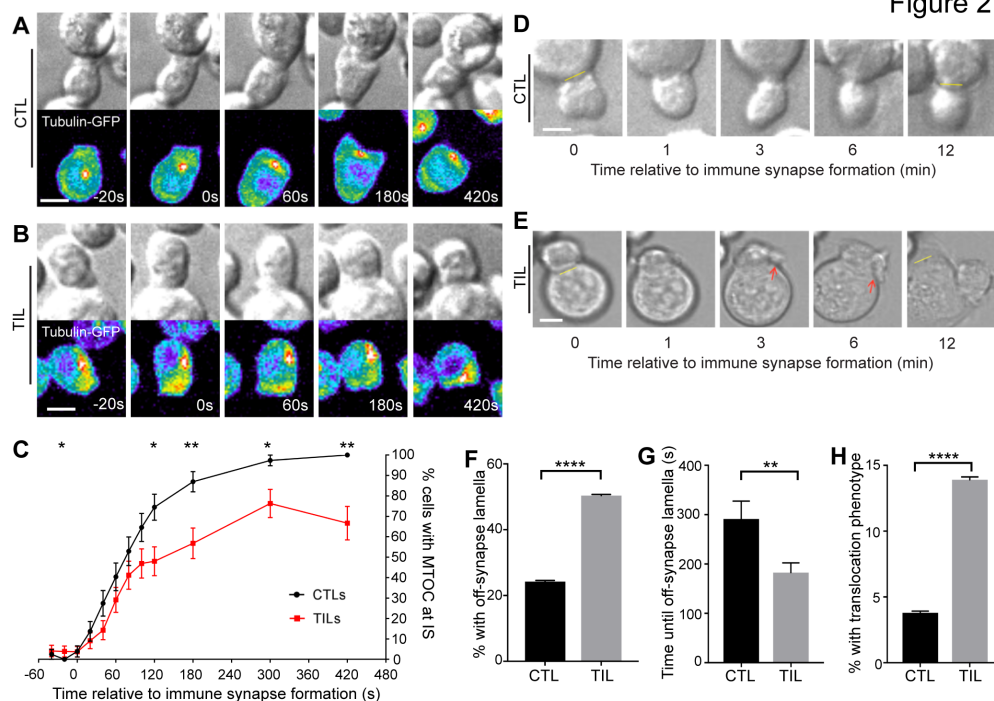 Figure 2
A
CTL
Tubulin-GFP
-20s
0s
60s
180s
420s
B
TIL
Tubulin-GFP
-20s
0s
60s
180s
420s
C
* * ** * **
100
90
80
70
60
50
40
30
20
10
0
% cells with MTOC at IS
CTLs
TILs
-60 0 60 120 180 240 300 360 420 480
Time relative to immune synapse formation (s)
D
CTL
0 1 3 6 12
Time relative to immune synapse formation (min)
E
TIL
0 1 3 6 12
Time relative to immune synapse formation (min)
F
% with off-synapse lamella
60
40
20
0
****
CTL TIL
G
Time until off-synapse lamella (s)
400
300
200
100
0
**
CTL TIL
H
% with translocation phenotype
15
10
5
0
****
CTL TIL